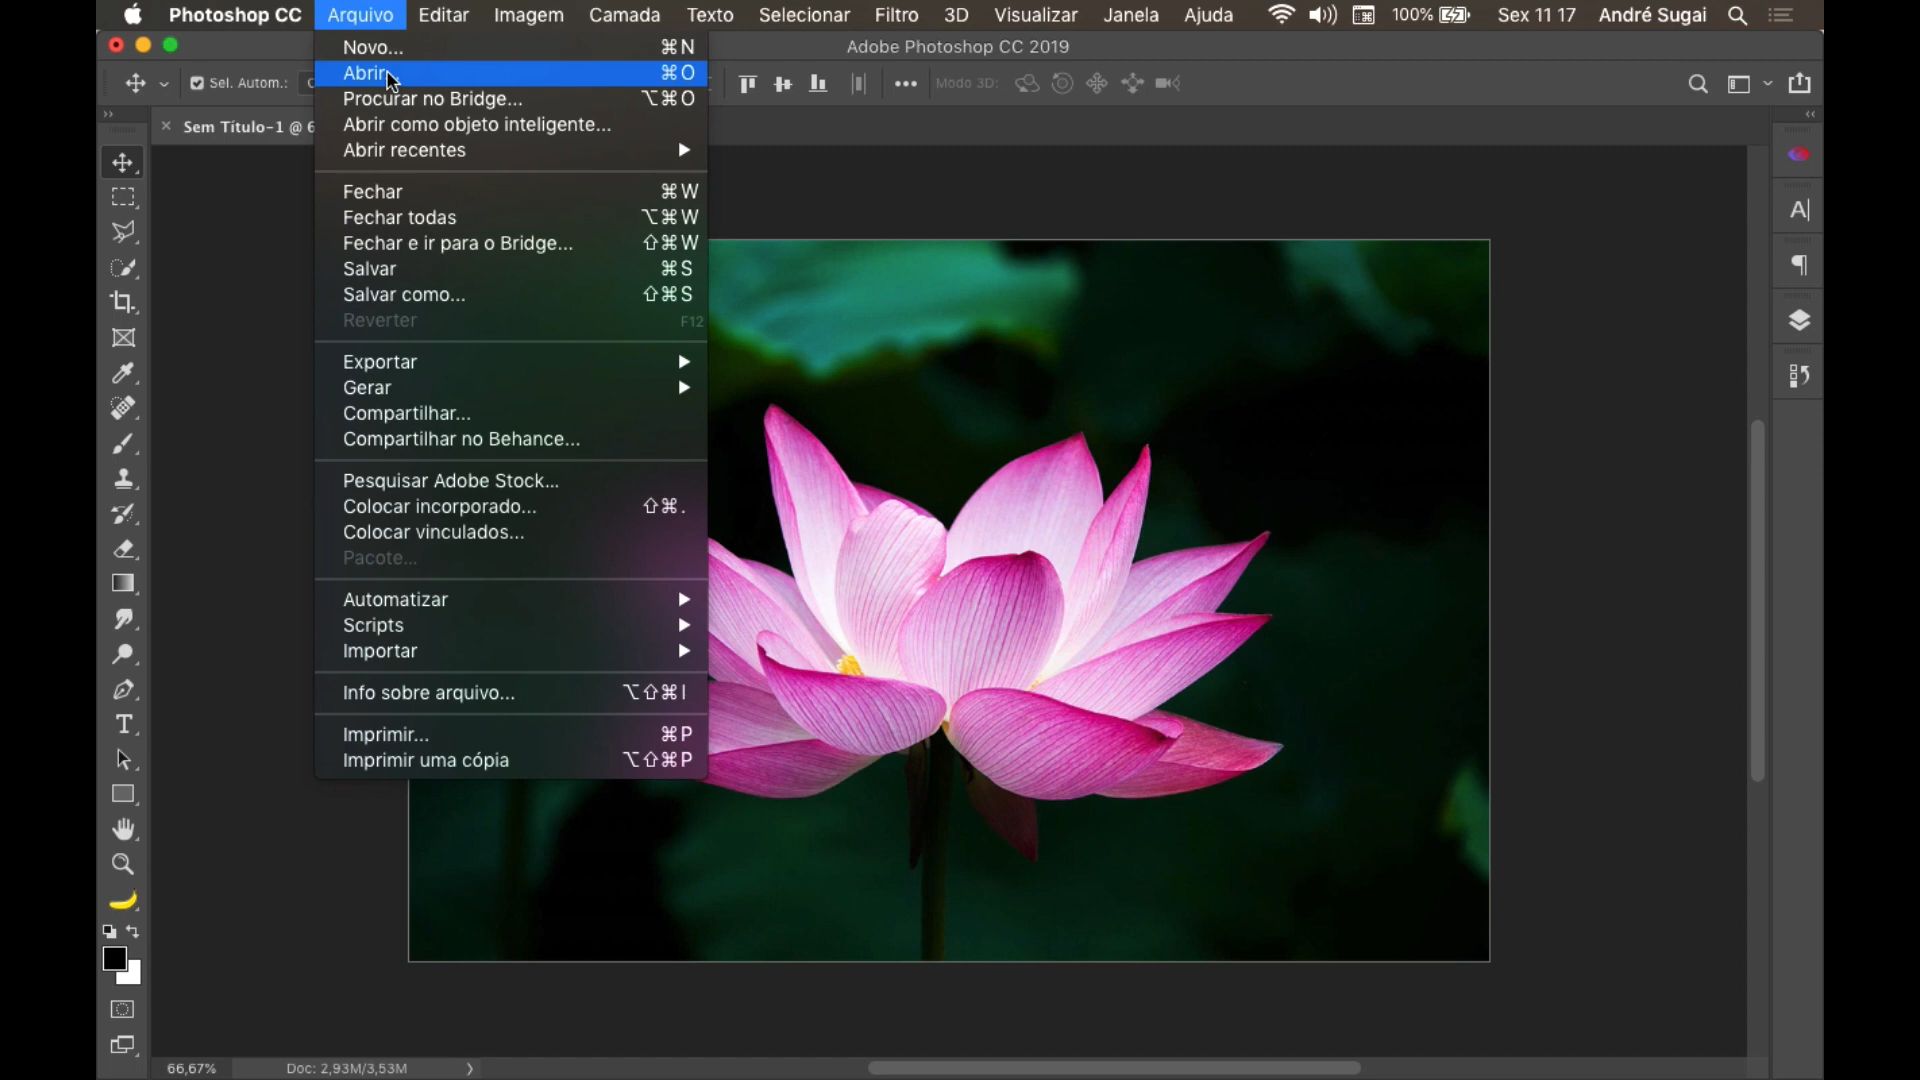 Photoshop CC Arquivo Editar Imagem Camada Texto Selecionar Filtro 3D Visualizar Janela Ajuda 100% Sex 11 17 André Sugai
Adobe Photoshop CC 2019
Sel. Autom.: Modo 3D:
Sem Título-1 @ 6
Novo... ⌘N
Abrir... ⌘O
Procurar no Bridge... ⌥⌘O
Abrir como objeto inteligente...
Abrir recentes
Fechar ⌘W
Fechar todas ⌥⌘W
Fechar e ir para o Bridge... ⇧⌘W
Salvar ⌘S
Salvar como... ⇧⌘S
Reverter F12
Exportar
Gerar
Compartilhar...
Compartilhar no Behance...
Pesquisar Adobe Stock...
Colocar incorporado... ⇧⌘.
Colocar vinculados...
Pacote...
Automatizar
Scripts
Importar
Info sobre arquivo... ⌥⇧⌘I
Imprimir... ⌘P
Imprimir uma cópia ⌥⇧⌘P
66,67% Doc: 2,93M/3,53M